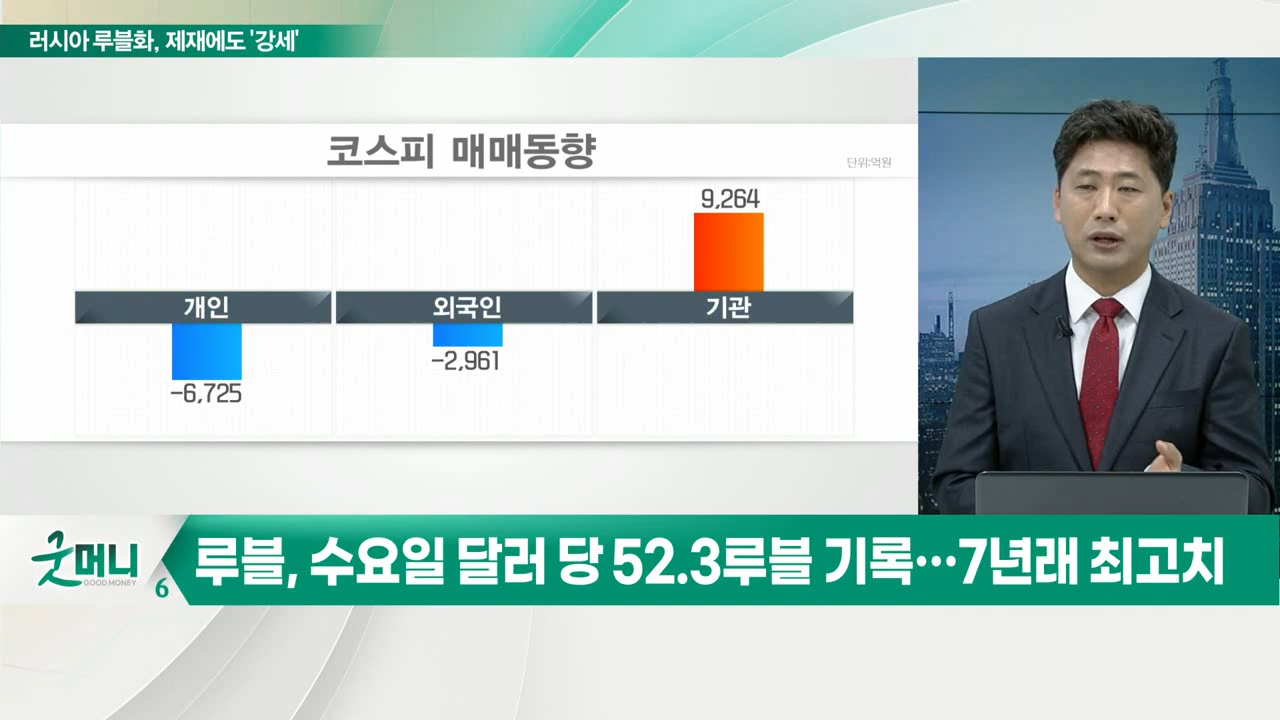 러시아 루블화, 제재에도 '강세'
코스피 매매동향
단위:억원
9,264
개인
외국인
기관
-6,725
-2,961
굿머니
GOOD MONEY
6
루블, 수요일 달러 당 52.3루블 기록…7년래 최고치